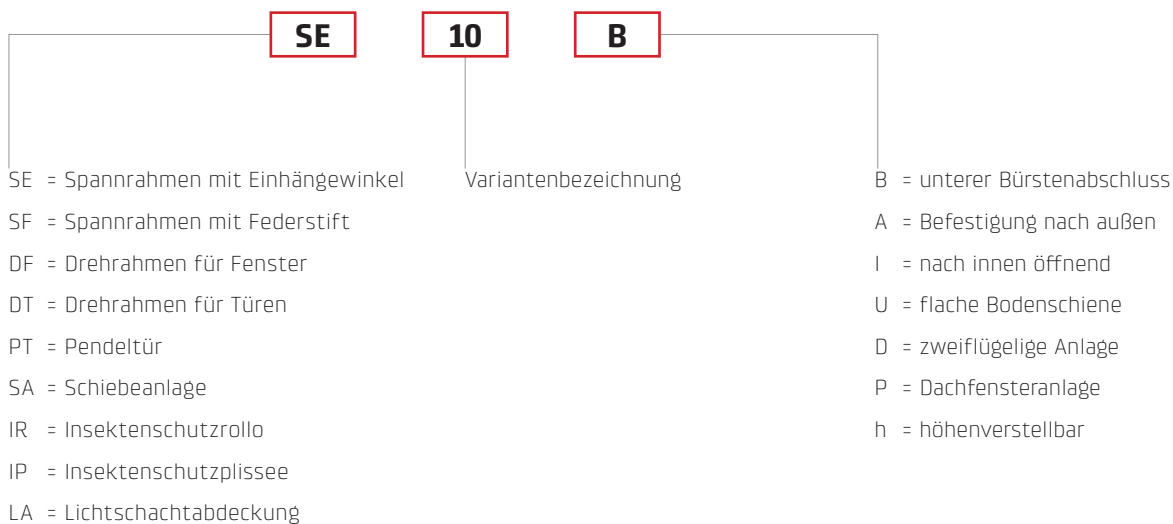 SE 10 B
SE = Spannrahmen mit Einhängewinkel
SF = Spannrahmen mit Federstift
DF = Drehrahmen für Fenster
DT = Drehrahmen für Türen
PT = Pendeltür
SA = Schiebeanlage
IR = Insektenschutzrollo
IP = Insektenschutzplissee
LA = Lichtschachtabdeckung
Variantenbezeichnung
B = unterer Bürstenabschluss
A = Befestigung nach außen
I = nach innen öffnend
U = flache Bodenschiene
D = zweiflügelige Anlage
P = Dachfensteranlage
h = höhenverstellbar